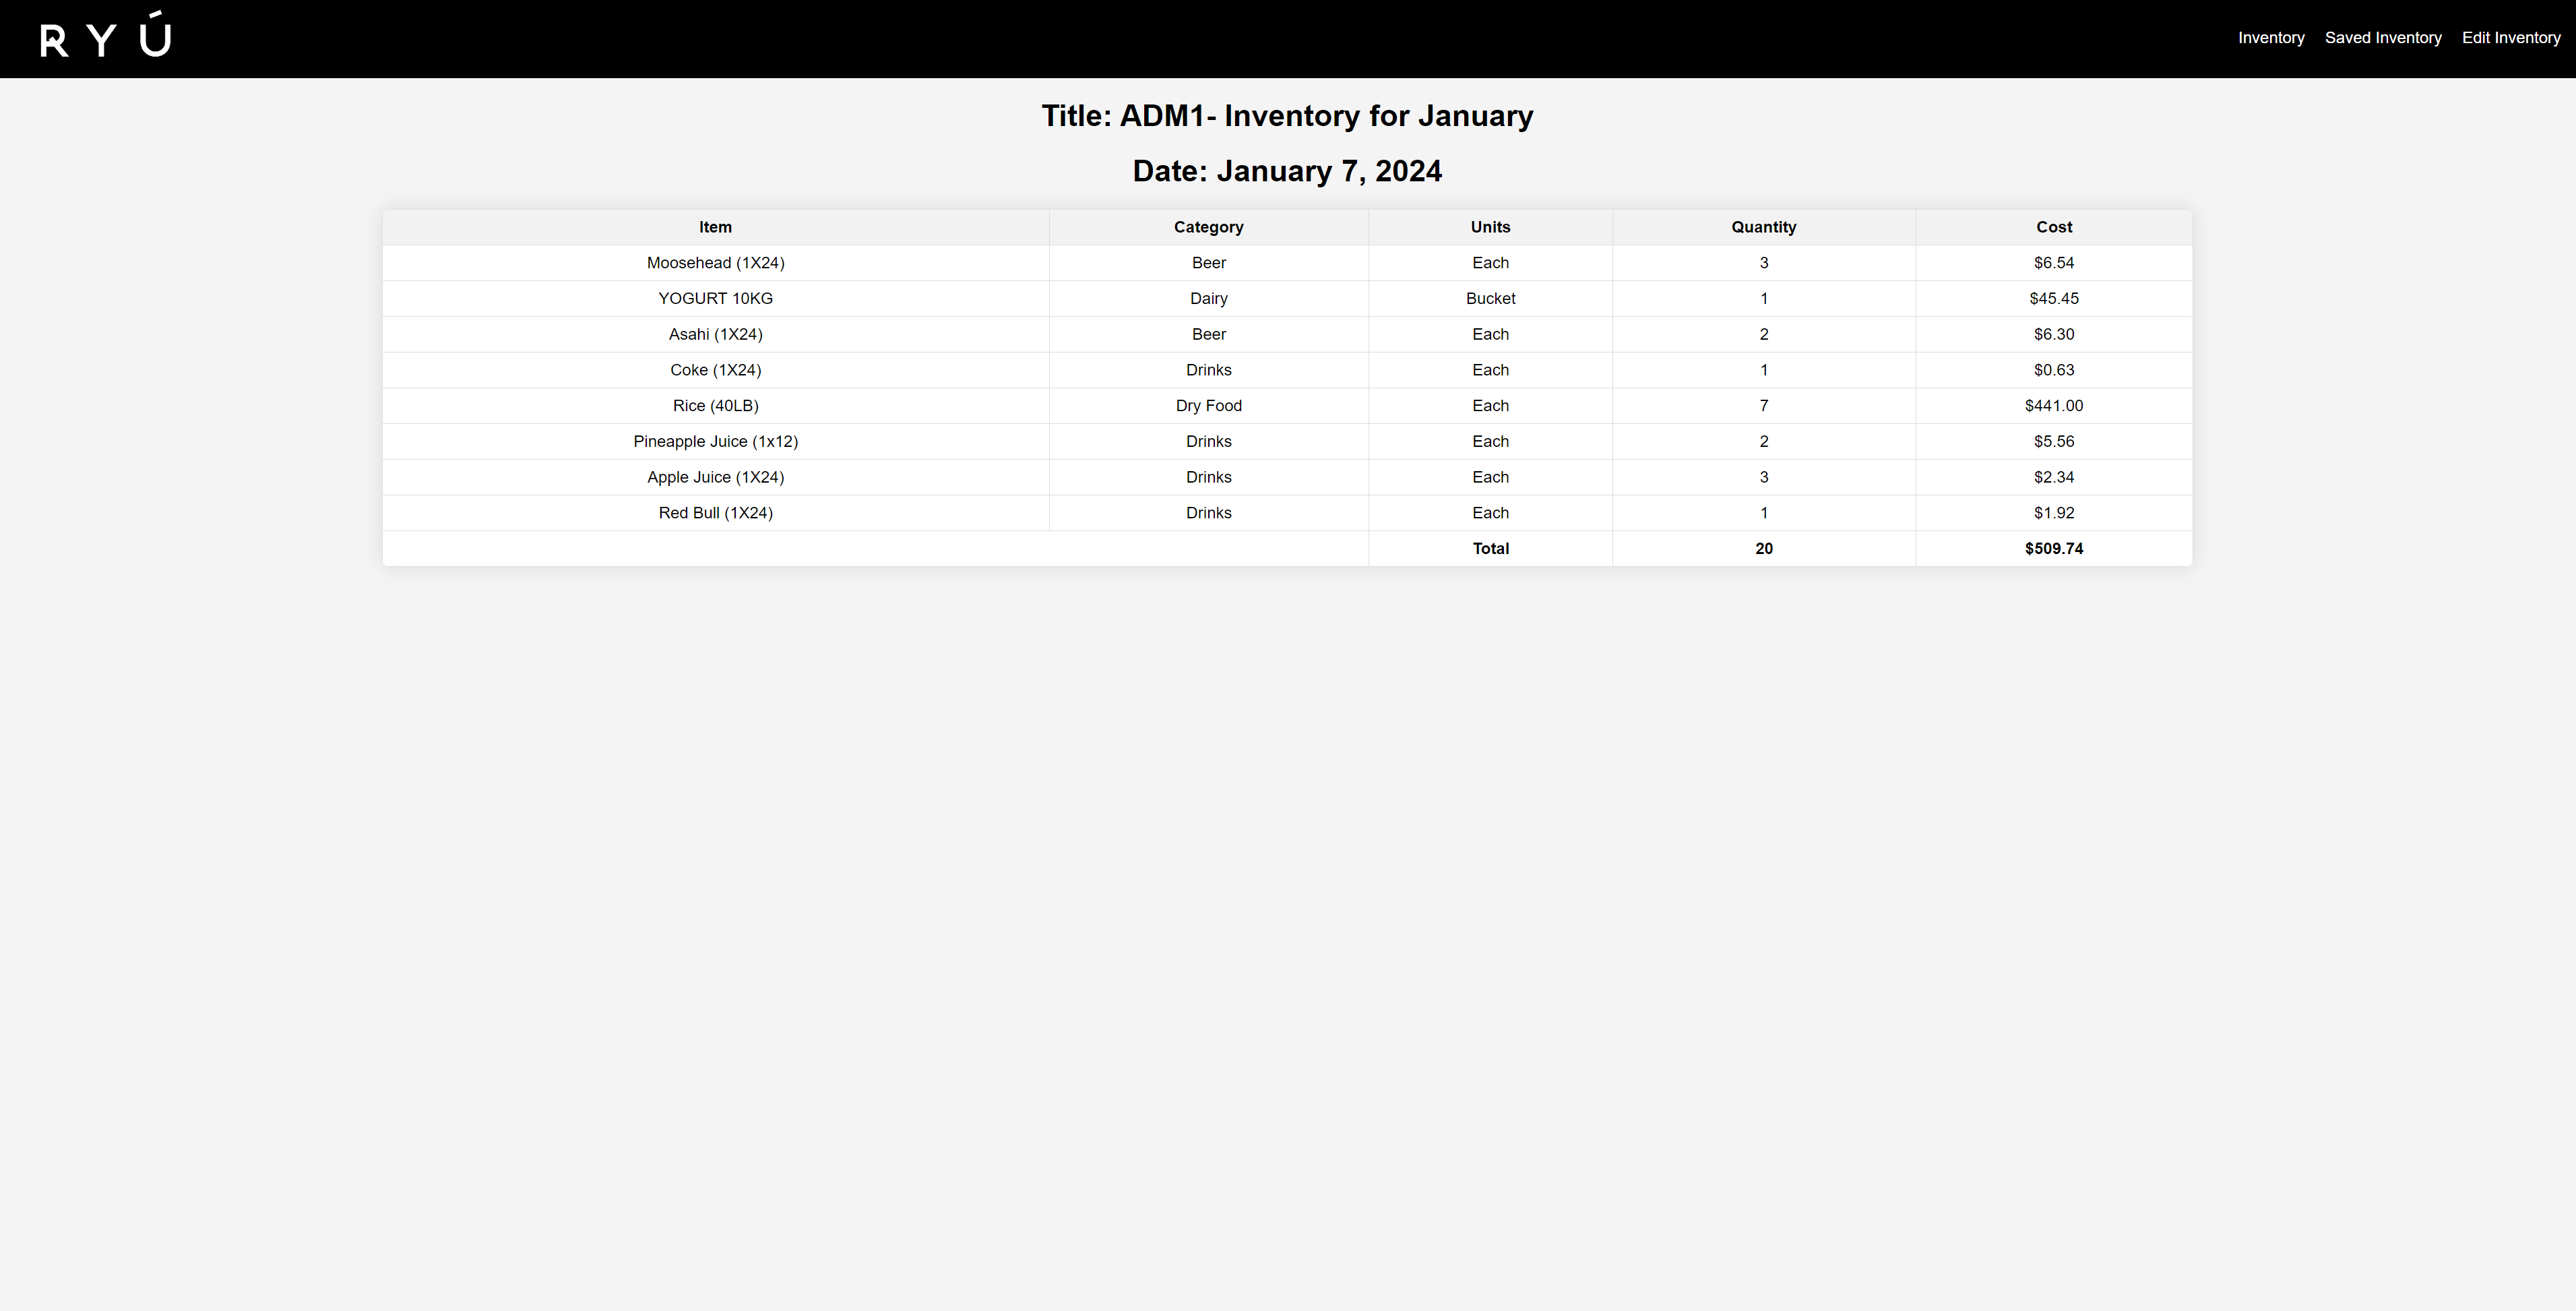 RYÚ
Inventory Saved Inventory Edit Inventory
Title: ADM1- Inventory for January
Date: January 7, 2024
Item Category Units Quantity Cost
Moosehead (1X24) Beer Each 3 $6.54
YOGURT 10KG Dairy Bucket 1 $45.45
Asahi (1X24) Beer Each 2 $6.30
Coke (1X24) Drinks Each 1 $0.63
Rice (40LB) Dry Food Each 7 $441.00
Pineapple Juice (1x12) Drinks Each 2 $5.56
Apple Juice (1X24) Drinks Each 3 $2.34
Red Bull (1X24) Drinks Each 1 $1.92
Total 20 $509.74